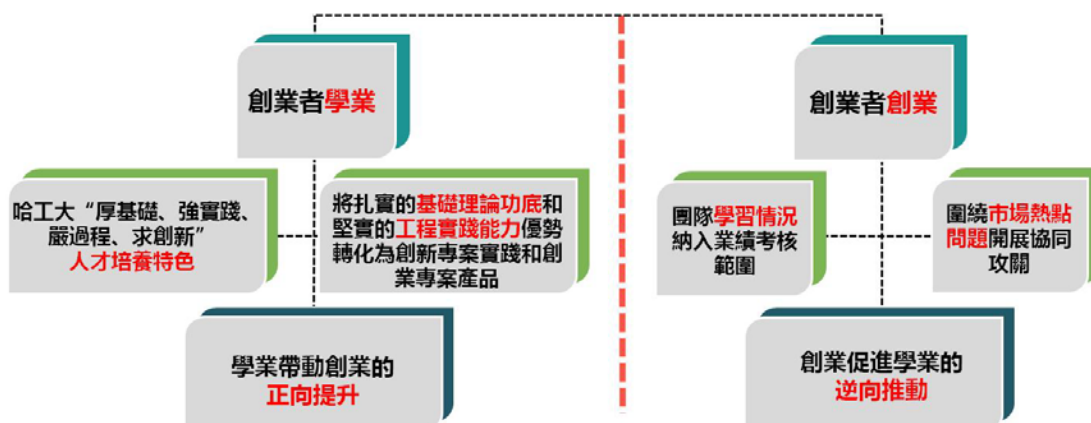 創業者學業
創業者創業
哈工大“厚基礎、強實踐、
嚴過程、求創新”
人才培養特色
將扎實的基礎理論功底和
堅實的工程實踐能力優勢
轉化為創新專案實踐和創
業專案產品
團隊學習情況
納入業績考核
範圍
圍繞市場熱點
問題開展協同
攻關
學業帶動創業的
正向提升
創業促進學業的
逆向推動